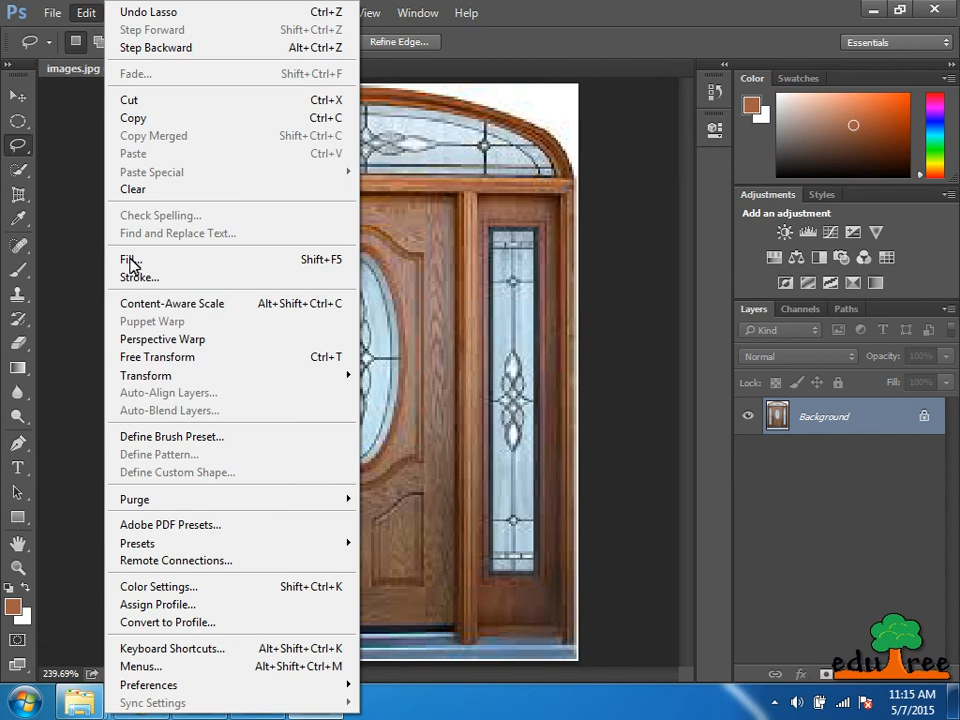 Ps File Edit View Window Help
Refine Edge... Essentials
images.jpg
Undo Lasso Ctrl+Z
Step Forward Shift+Ctrl+Z
Step Backward Alt+Ctrl+Z
Fade... Shift+Ctrl+F
Cut Ctrl+X
Copy Ctrl+C
Copy Merged Shift+Ctrl+C
Paste Ctrl+V
Paste Special
Clear
Check Spelling...
Find and Replace Text...
Fill... Shift+F5
Stroke...
Content-Aware Scale Alt+Shift+Ctrl+C
Puppet Warp
Perspective Warp
Free Transform Ctrl+T
Transform
Auto-Align Layers...
Auto-Blend Layers...
Define Brush Preset...
Define Pattern...
Define Custom Shape...
Purge
Adobe PDF Presets...
Presets
Remote Connections...
Color Settings... Shift+Ctrl+K
Assign Profile...
Convert to Profile...
Keyboard Shortcuts... Alt+Shift+Ctrl+K
Menus... Alt+Shift+Ctrl+M
Preferences
Sync Settings
Color Swatches
Adjustments Styles
Add an adjustment
Layers Channels Paths
Kind
Normal Opacity: 100%
Lock: Fill: 100%
Background
239.69%
edutree
11:15 AM
5/7/2015